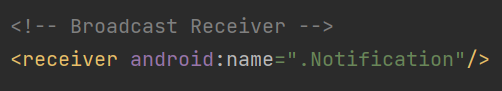 <!-- Broadcast Receiver -->
<receiver android:name=".Notification"/>